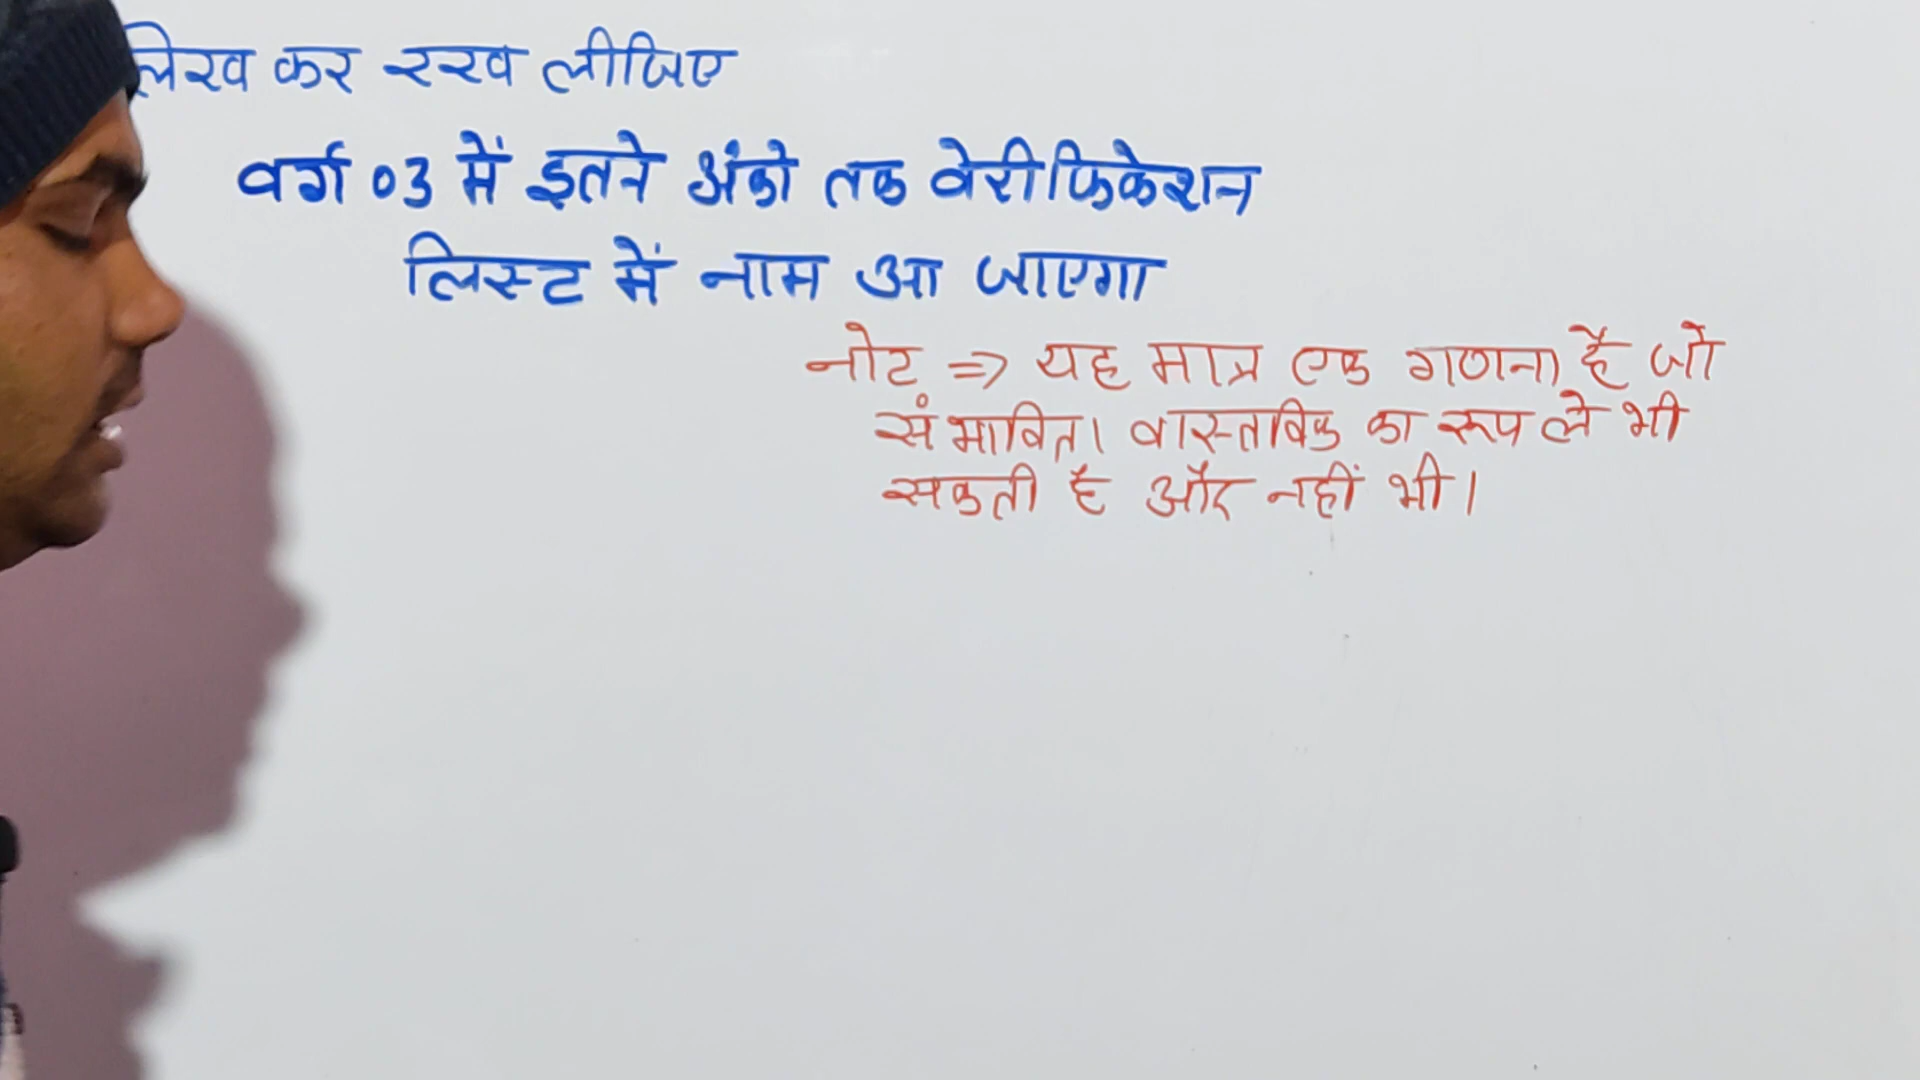 लिख कर रख लीजिए
वर्ग 03 में इतने अंको तक वेरीफिकेशन
लिस्ट में नाम आ जाएगा
नोट => यह मात्र एक गणना है जो
संभावित। वास्तविक का रूप ले भी
सकती है और नहीं भी।